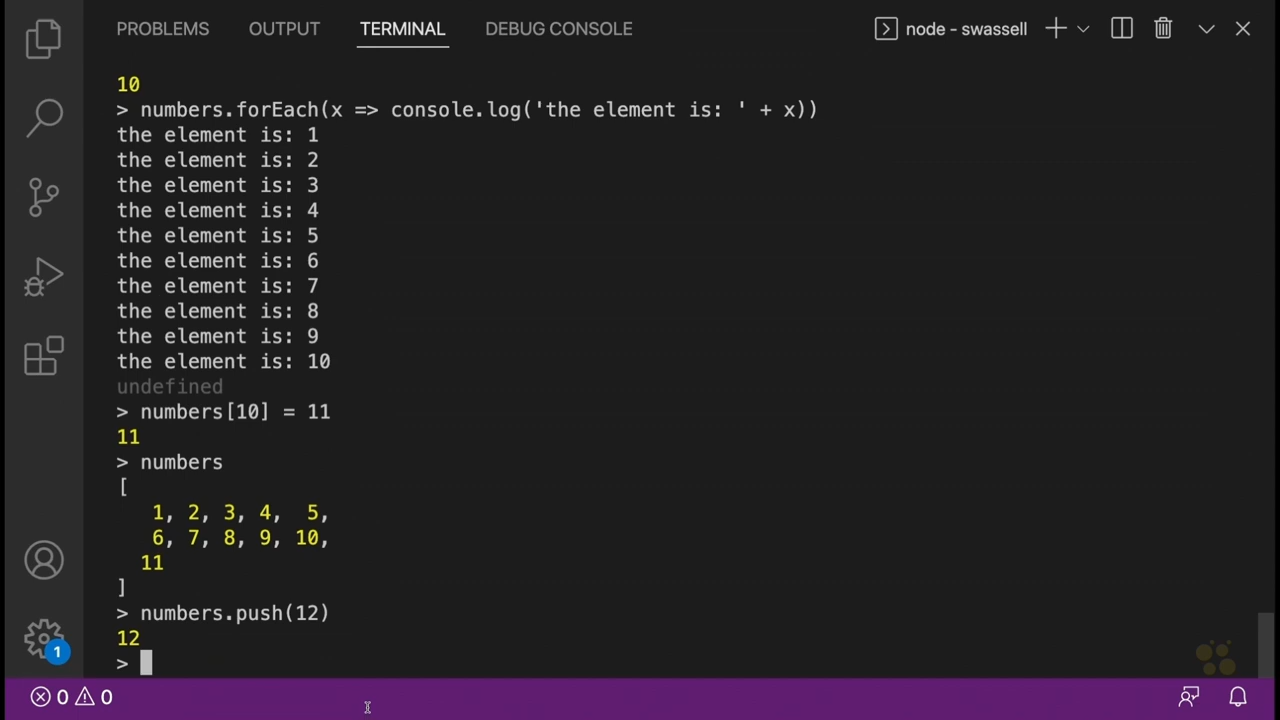 PROBLEMS OUTPUT TERMINAL DEBUG CONSOLE node - swassell
10
> numbers.forEach(x => console.log('the element is: ' + x))
the element is: 1
the element is: 2
the element is: 3
the element is: 4
the element is: 5
the element is: 6
the element is: 7
the element is: 8
the element is: 9
the element is: 10
undefined
> numbers[10] = 11
11
> numbers
[
1, 2, 3, 4, 5,
6, 7, 8, 9, 10,
11
]
> numbers.push(12)
12
>
1
0 0